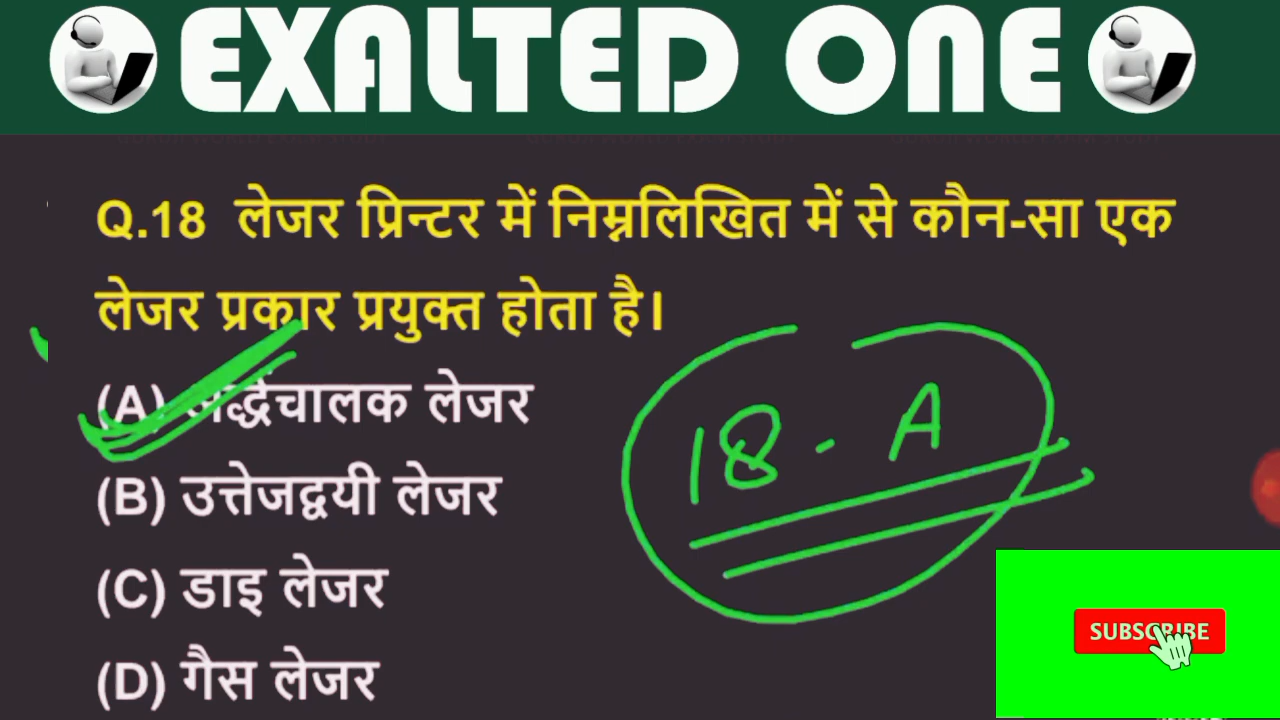 EXALTED ONE
Q.18 लेजर प्रिन्टर में निम्नलिखित में से कौन-सा एक
लेजर प्रकार प्रयुक्त होता है।
(A) अर्द्धचालक लेजर
(B) उत्तेजद्वयी लेजर
(C) डाइ लेजर
(D) गैस लेजर
18 - A
SUBSCRIBE